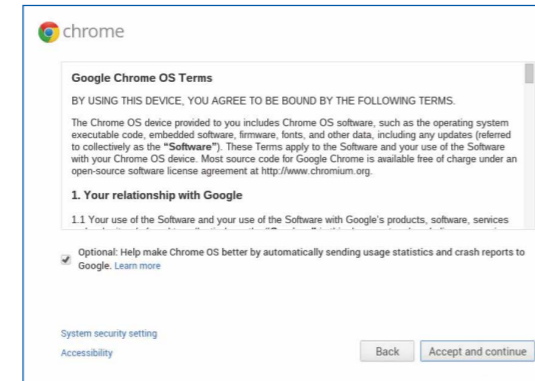 chrome
Google Chrome OS Terms
BY USING THIS DEVICE, YOU AGREE TO BE BOUND BY THE FOLLOWING TERMS.
The Chrome OS device provided to you includes Chrome OS software, such as the operating system
executable code, embedded software, firmware, fonts, and other data, including any updates (referred
to collectively as the “Software”). These Terms apply to the Software and your use of the Software
with your Chrome OS device. Most source code for Google Chrome is available free of charge under an
open-source software license agreement at http://www.chromium.org.
1. Your relationship with Google
1.1 Your use of the Software and your use of the Software with Google's products, software, services
Optional: Help make Chrome OS better by automatically sending usage statistics and crash reports to
Google. Learn more
System security setting
Accessibility
Back
Accept and continue